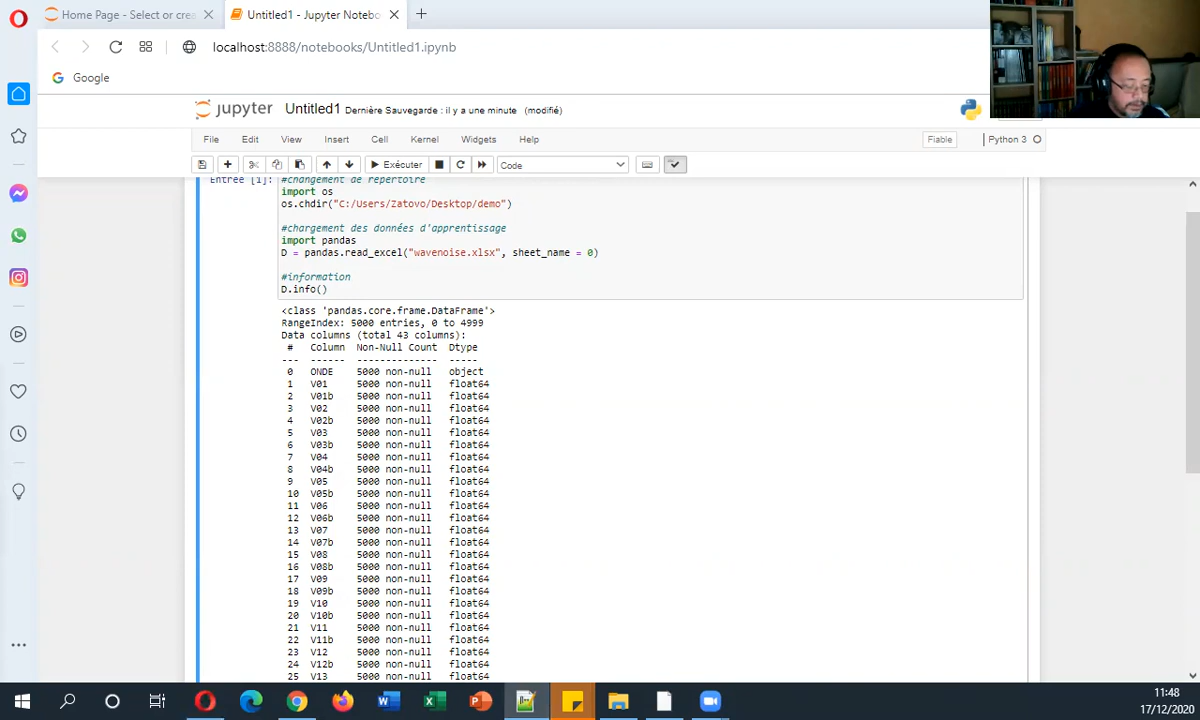 Home Page - Select or crea
Untitled1 - Jupyter Notebo
localhost:8888/notebooks/Untitled1.ipynb
Google
jupyter Untitled1 Dernière Sauvegarde : il y a une minute (modifié)
File Edit View Insert Cell Kernel Widgets Help
Fiable
Python 3
Exécuter
Code
Entrée [1]:
#changement de répertoire
import os
os.chdir("C:/Users/Zatovo/Desktop/demo")
#chargement des données d'apprentissage
import pandas
D = pandas.read_excel("wavenoise.xlsx", sheet_name = 0)
#information
D.info()
<class 'pandas.core.frame.DataFrame'>
RangeIndex: 5000 entries, 0 to 4999
Data columns (total 43 columns):
# Column Non-Null Count Dtype
--- ------ -------------- -----
0 ONDE 5000 non-null object
1 V01 5000 non-null float64
2 V01b 5000 non-null float64
3 V02 5000 non-null float64
4 V02b 5000 non-null float64
5 V03 5000 non-null float64
6 V03b 5000 non-null float64
7 V04 5000 non-null float64
8 V04b 5000 non-null float64
9 V05 5000 non-null float64
10 V05b 5000 non-null float64
11 V06 5000 non-null float64
12 V06b 5000 non-null float64
13 V07 5000 non-null float64
14 V07b 5000 non-null float64
15 V08 5000 non-null float64
16 V08b 5000 non-null float64
17 V09 5000 non-null float64
18 V09b 5000 non-null float64
19 V10 5000 non-null float64
20 V10b 5000 non-null float64
21 V11 5000 non-null float64
22 V11b 5000 non-null float64
23 V12 5000 non-null float64
24 V12b 5000 non-null float64
25 V13 5000 non-null float64
11:48
17/12/2020